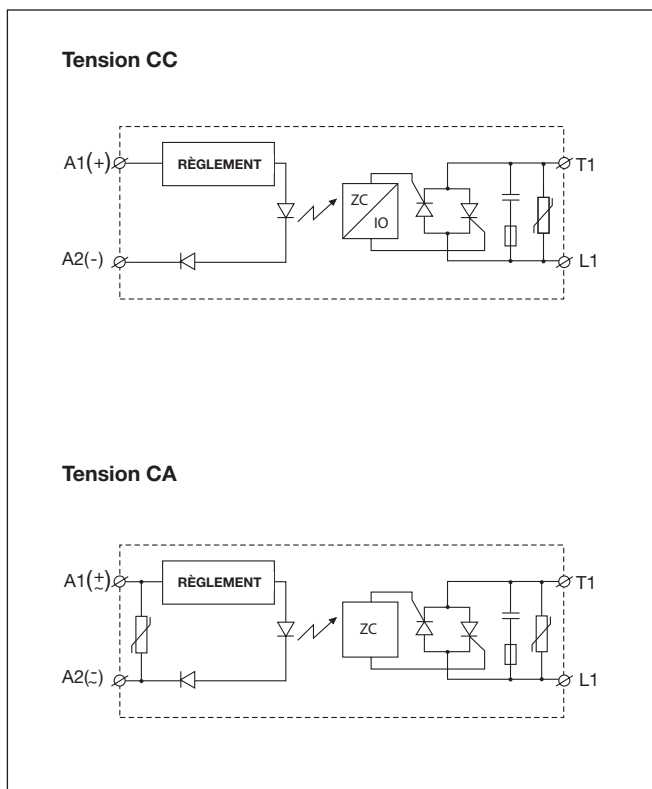 Tension CC
A1(+)
RÈGLEMENT
T1
ZC
IO
A2(-)
L1
Tension CA
A1(±
~)
RÈGLEMENT
T1
ZC
A2(-
~)
L1